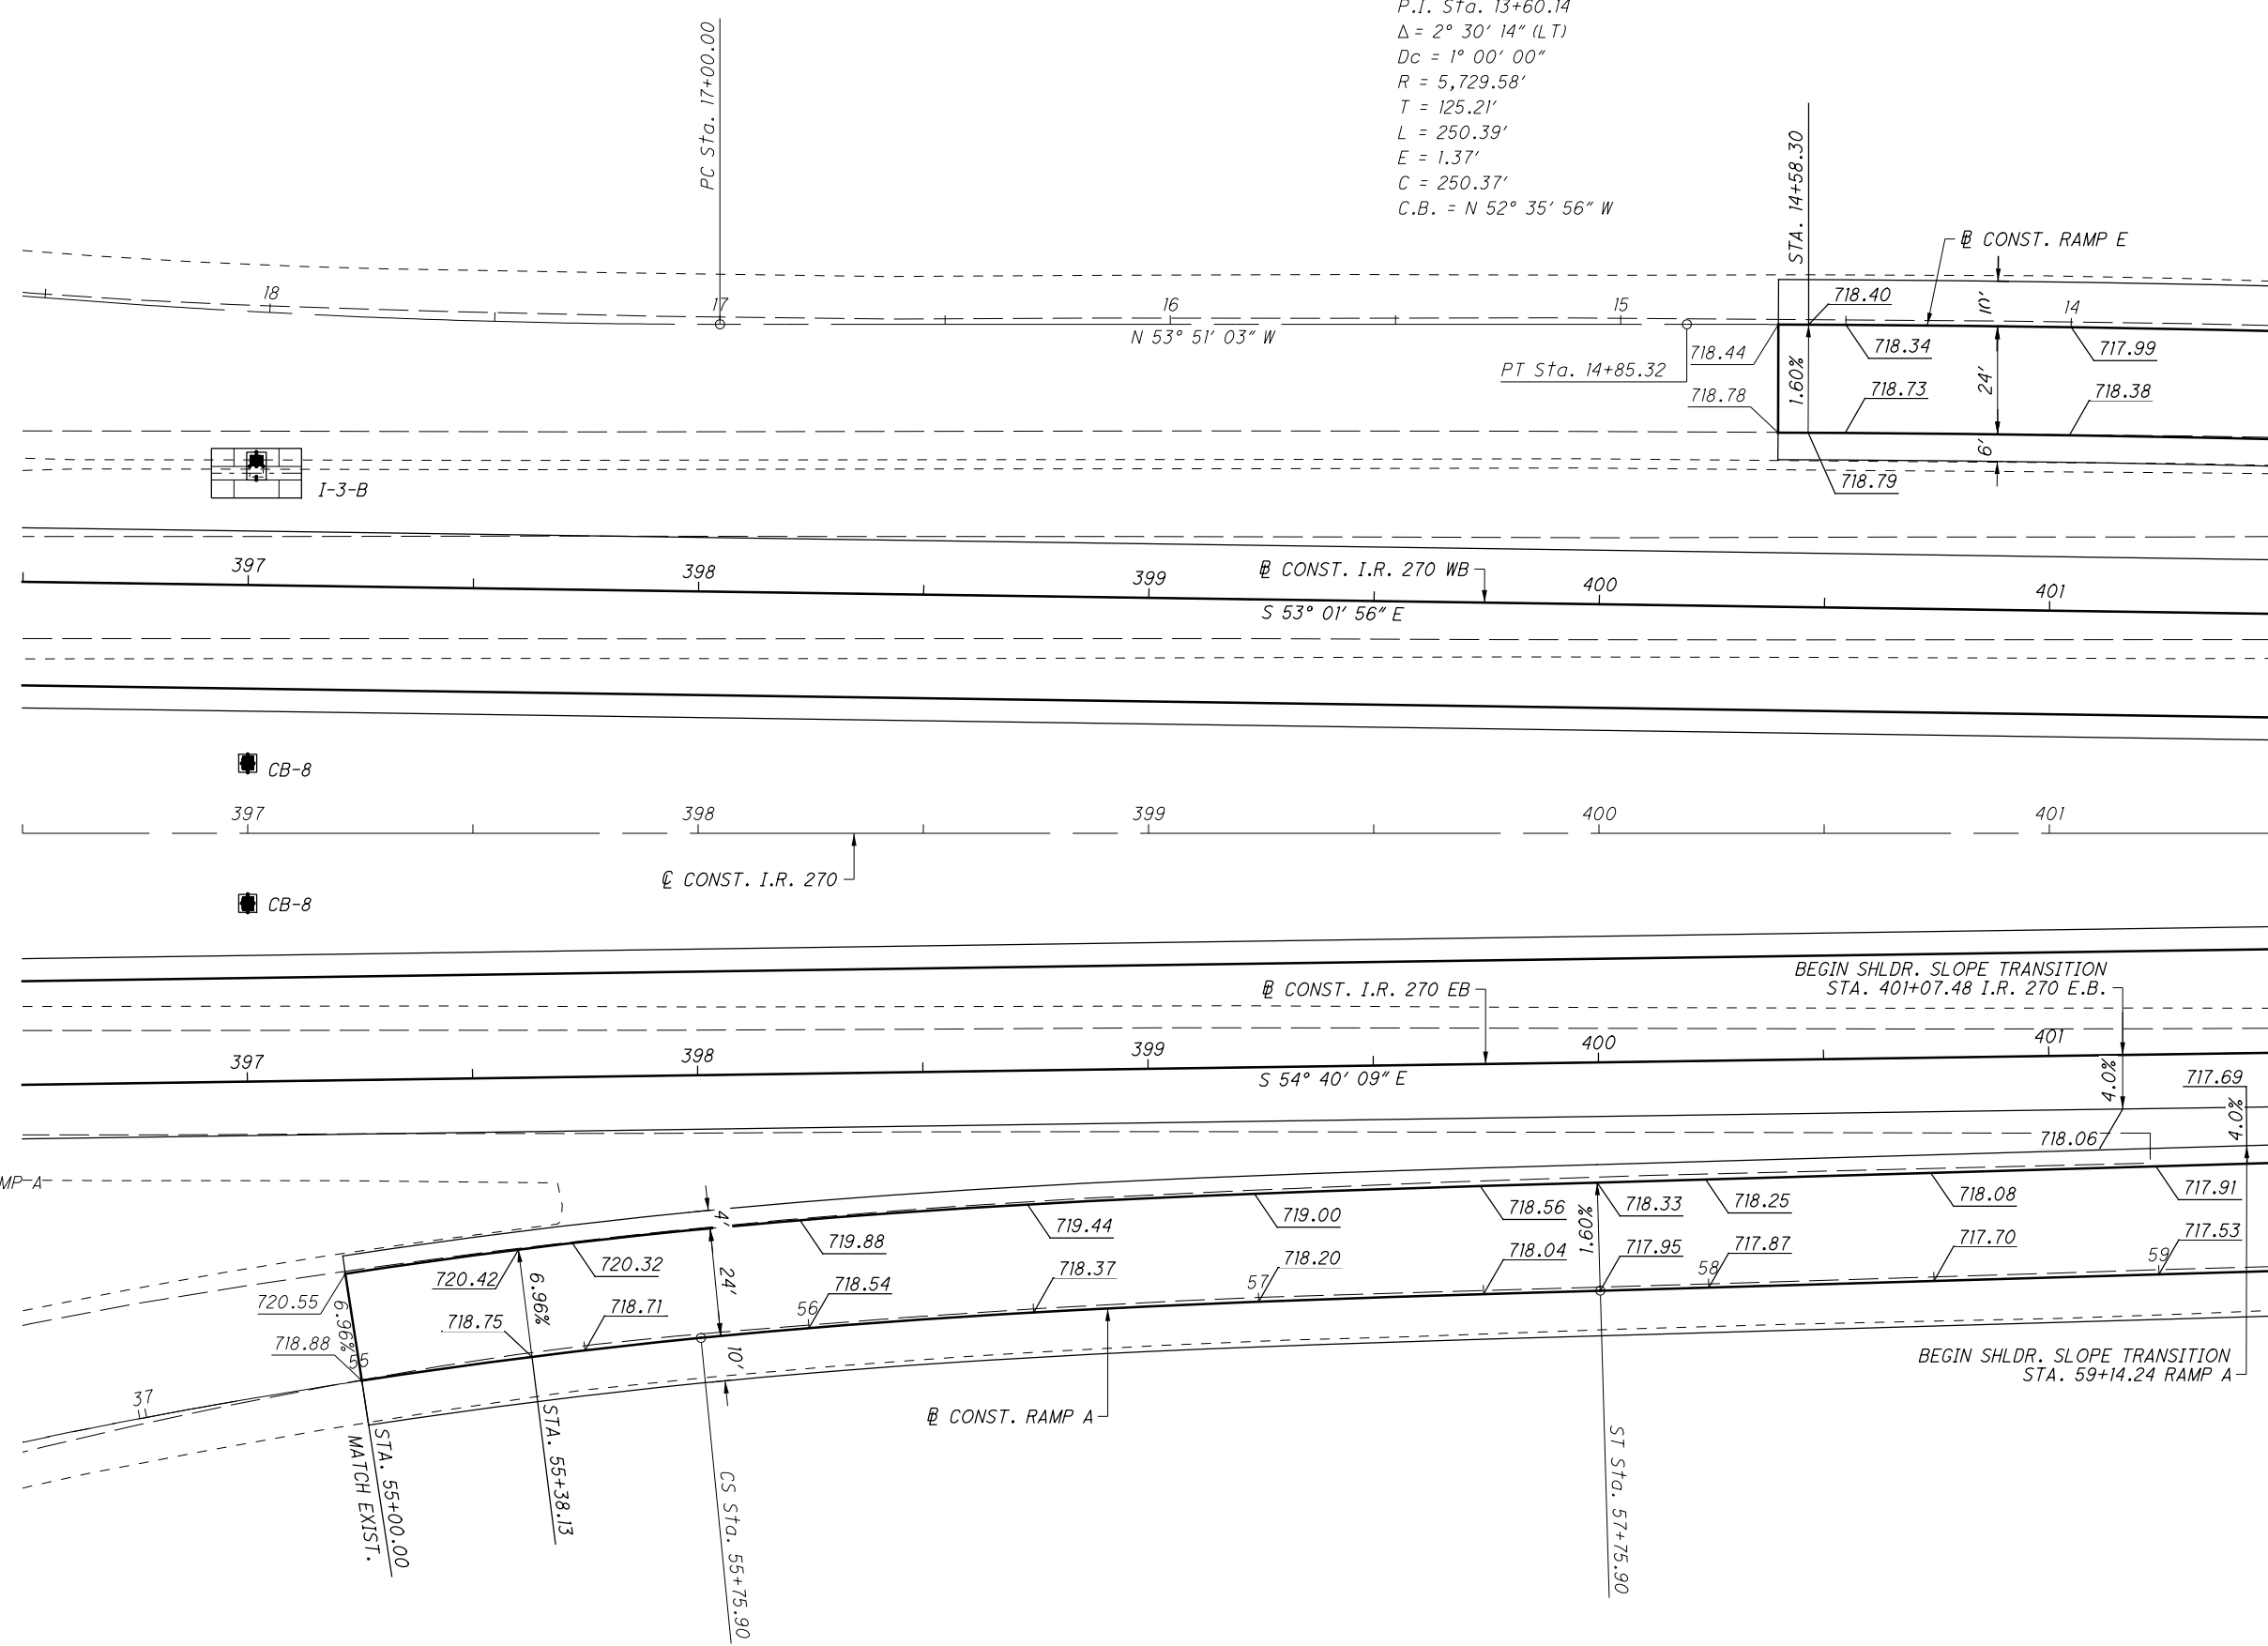 P.I. Sta. 13+60.14
Δ = 2° 30' 14" (LT)
Dc = 1° 00' 00"
R = 5,729.58'
T = 125.21'
L = 250.39'
E = 1.37'
C = 250.37'
C.B. = N 52° 35' 56" W
PC Sta. 17+00.00
STA. 14+58.30
℄ CONST. RAMP E
18
17
16
15
14
718.40
10'
N 53° 51' 03" W
PT Sta. 14+85.32
718.44
718.34
717.99
1.60%
24'
718.78
718.73
718.38
6'
718.79
I-3-B
397
398
399
400
401
CONST. I.R. 270 WB
S 53° 01' 56" E
CB-8
397
398
399
400
401
℄ CONST. I.R. 270
CB-8
BEGIN SHLDR. SLOPE TRANSITION
STA. 401+07.48 I.R. 270 E.B.
CONST. I.R. 270 EB
397
398
399
400
401
S 54° 40' 09" E
4.0%
717.69
4.0%
718.06
MP A
4'
720.55
720.42
720.32
719.88
719.44
719.00
718.56
718.33
718.25
718.08
717.91
6.96%
6.96%
24'
1.60%
718.88
718.75
718.71
718.54
718.37
718.20
718.04
717.95
717.87
717.70
717.53
55
56
57
58
59
10'
37
CONST. RAMP A
BEGIN SHLDR. SLOPE TRANSITION
STA. 59+14.24 RAMP A
STA. 55+00.00
MATCH EXIST.
STA. 55+38.13
CS Sta. 55+75.90
ST Sta. 57+75.90